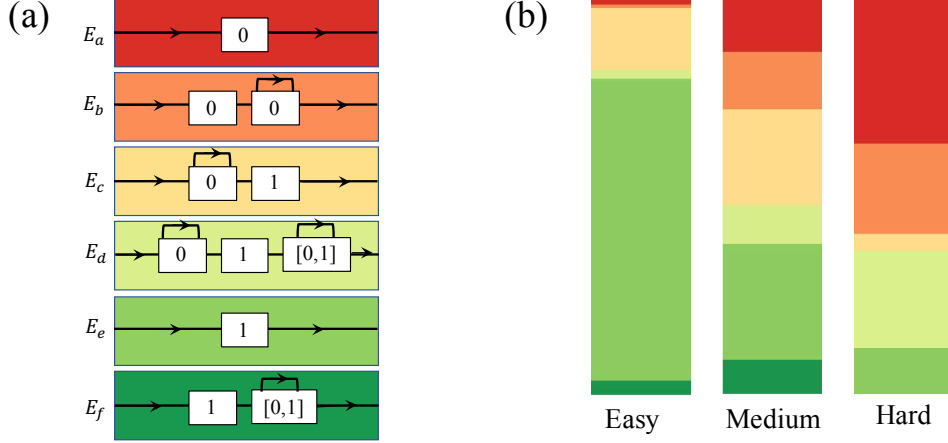 (a)
E_a 0
E_b 0 0
E_c 0 1
E_d 0 1 [0,1]
E_e 1
E_f 1 [0,1]
(b)
Easy Medium Hard